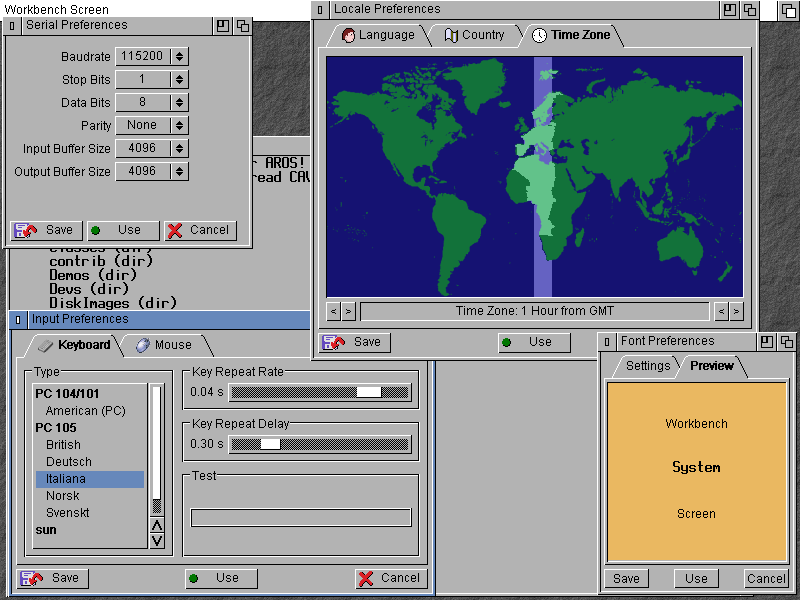 Workbench Screen
Serial Preferences
Baudrate 115200
Stop Bits 1
Data Bits 8
Parity None
Input Buffer Size 4096
Output Buffer Size 4096
Save Use Cancel
AROS!
read CAV
classes (dir)
contrib (dir)
Demos (dir)
Devs (dir)
DiskImages (dir)
Locale Preferences
Language Country Time Zone
< > Time Zone: 1 Hour from GMT < >
Save Use
Input Preferences
Keyboard Mouse
Type
PC 104/101
American (PC)
PC 105
British
Deutsch
Italiana
Norsk
Svenskt
sun
Key Repeat Rate
0.04 s
Key Repeat Delay
0.30 s
Test
Save Use Cancel
Font Preferences
Settings Preview
Workbench
System
Screen
Save Use Cancel